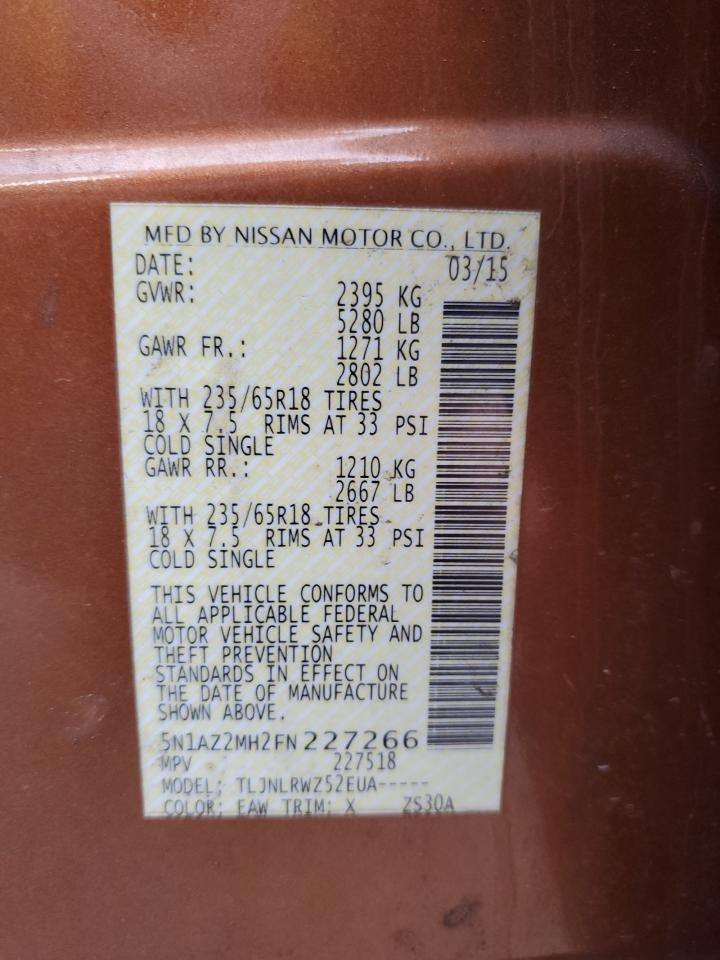 MFD BY NISSAN MOTOR CO., LTD.
DATE: 03/15
GVWR: 2395 KG
5280 LB
GAWR FR.: 1271 KG
2802 LB
WITH 235/65R18 TIRES
18 X 7.5 RIMS AT 33 PSI
COLD SINGLE
GAWR RR.: 1210 KG
2667 LB
WITH 235/65R18 TIRES
18 X 7.5 RIMS AT 33 PSI
COLD SINGLE
THIS VEHICLE CONFORMS TO
ALL APPLICABLE FEDERAL
MOTOR VEHICLE SAFETY AND
THEFT PREVENTION
STANDARDS IN EFFECT ON
THE DATE OF MANUFACTURE
SHOWN ABOVE.
5N1AZ2MH2FN227266
MPV 227518
MODEL: TLJNLRWZ52EUA-----
COLOR: EAW TRIM: X ZS30A